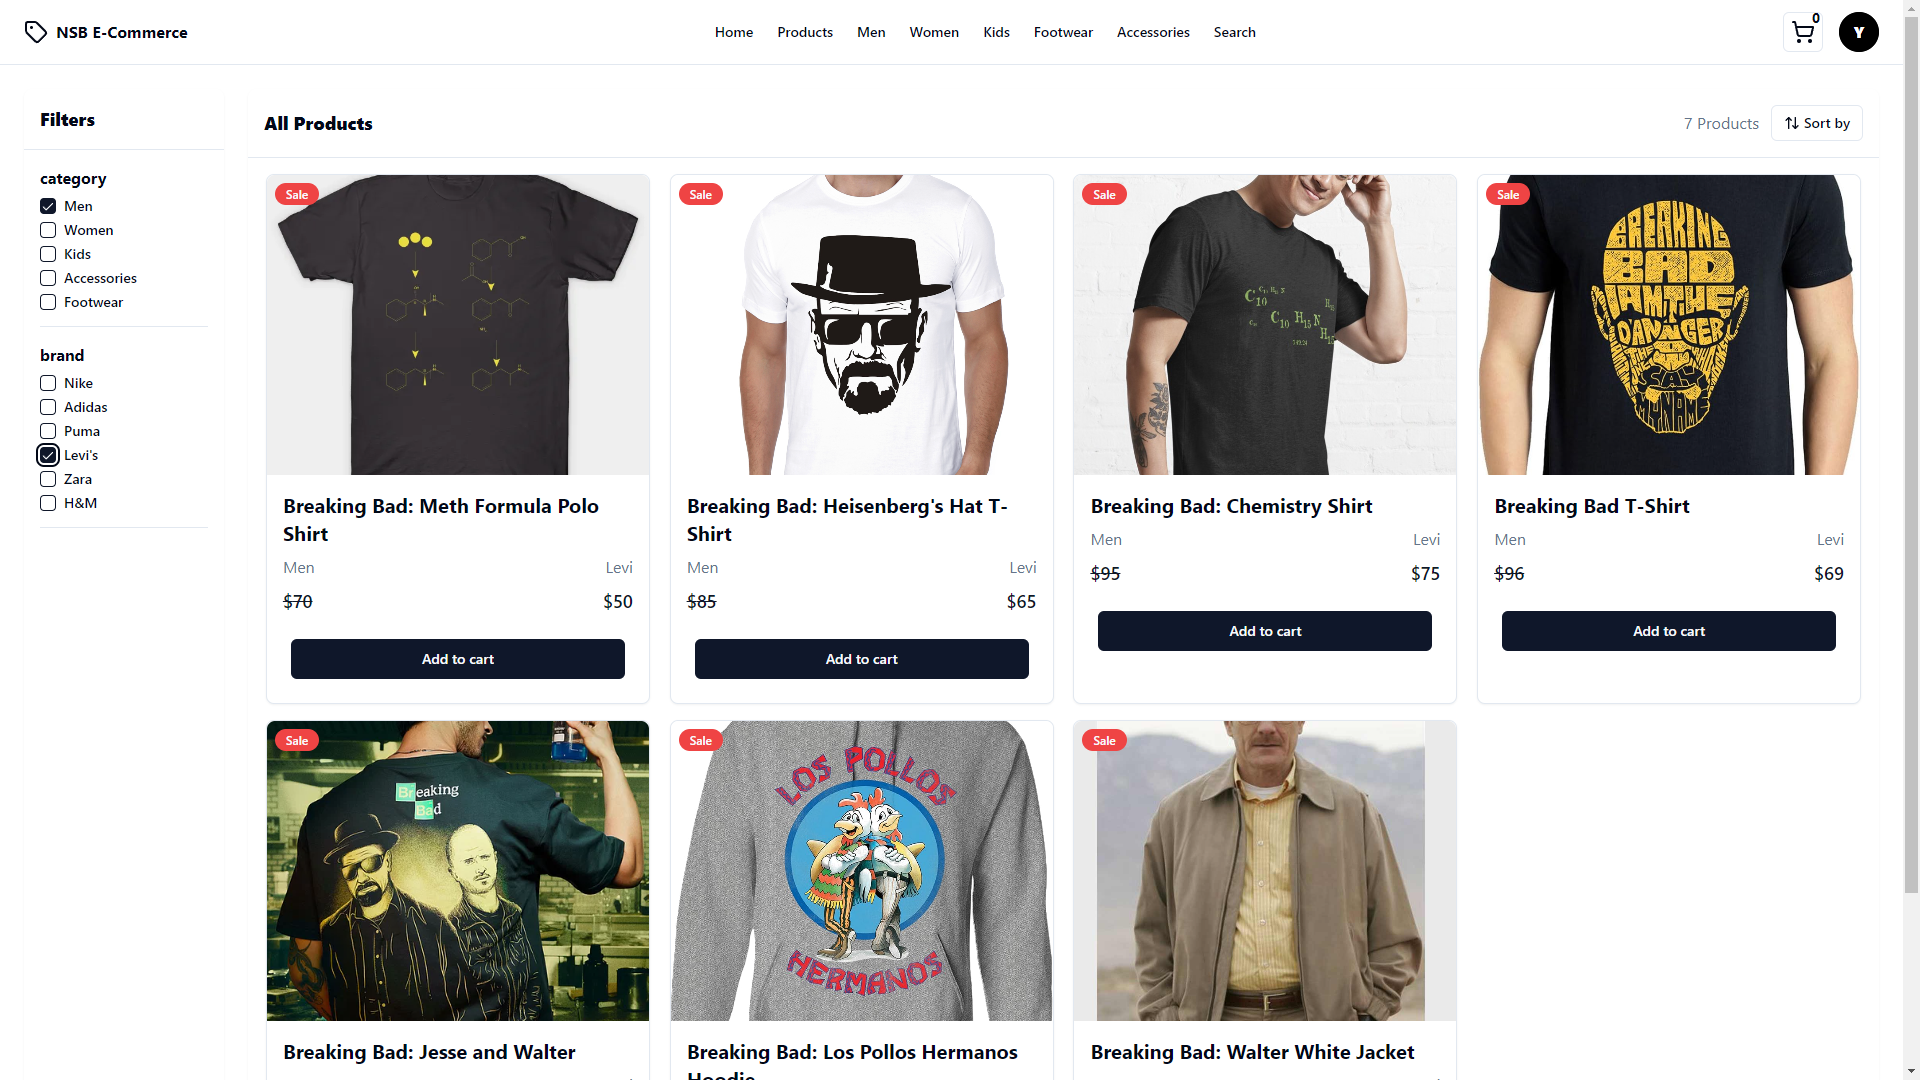 NSB E-Commerce
Home
Products
Men
Women
Kids
Footwear
Accessories
Search
0
Y
Filters
category
Men
Women
Kids
Accessories
Footwear
brand
Nike
Adidas
Puma
Levi's
Zara
H&M
All Products
7 Products
Sort by
Sale
Breaking Bad: Meth Formula Polo
Shirt
Men
Levi
$70
$50
Add to cart
Sale
Breaking Bad: Heisenberg's Hat T-
Shirt
Men
Levi
$85
$65
Add to cart
Sale
C10
C10 H15 N
H15
Breaking Bad: Chemistry Shirt
Men
Levi
$95
$75
Add to cart
Sale
BREAKING
BAD
I AM THE
DANGER
SAY
MY NAME
Breaking Bad T-Shirt
Men
Levi
$96
$69
Add to cart
Sale
Breaking
Bad
Breaking Bad: Jesse and Walter
Sale
LOS POLLOS
HERMANOS
Breaking Bad: Los Pollos Hermanos
Hoodie
Sale
Breaking Bad: Walter White Jacket